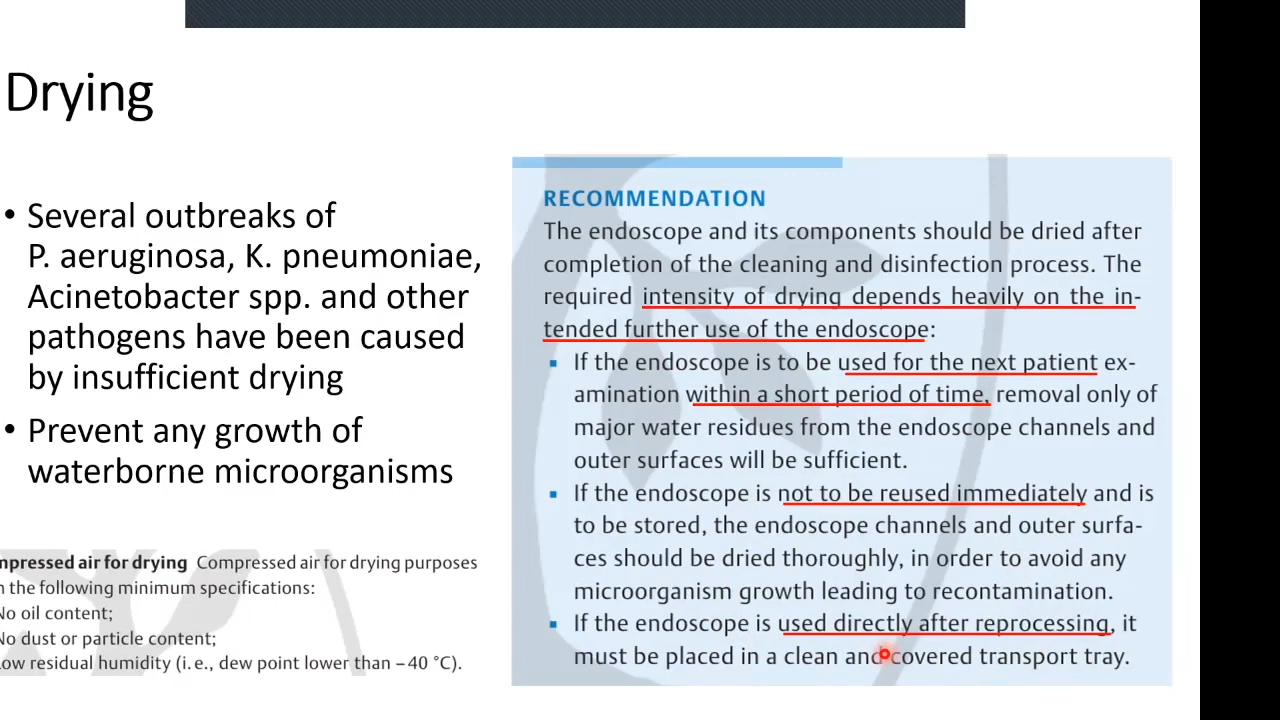 Drying
• Several outbreaks of
P. aeruginosa, K. pneumoniae,
Acinetobacter spp. and other
pathogens have been caused
by insufficient drying
• Prevent any growth of
waterborne microorganisms
mpressed air for drying Compressed air for drying purposes
the following minimum specifications:
No oil content;
No dust or particle content;
Low residual humidity (i. e., dew point lower than – 40 °C).
RECOMMENDATION
The endoscope and its components should be dried after
completion of the cleaning and disinfection process. The
required intensity of drying depends heavily on the in-
tended further use of the endoscope:
▪ If the endoscope is to be used for the next patient ex-
amination within a short period of time, removal only of
major water residues from the endoscope channels and
outer surfaces will be sufficient.
▪ If the endoscope is not to be reused immediately and is
to be stored, the endoscope channels and outer surfa-
ces should be dried thoroughly, in order to avoid any
microorganism growth leading to recontamination.
▪ If the endoscope is used directly after reprocessing, it
must be placed in a clean and covered transport tray.